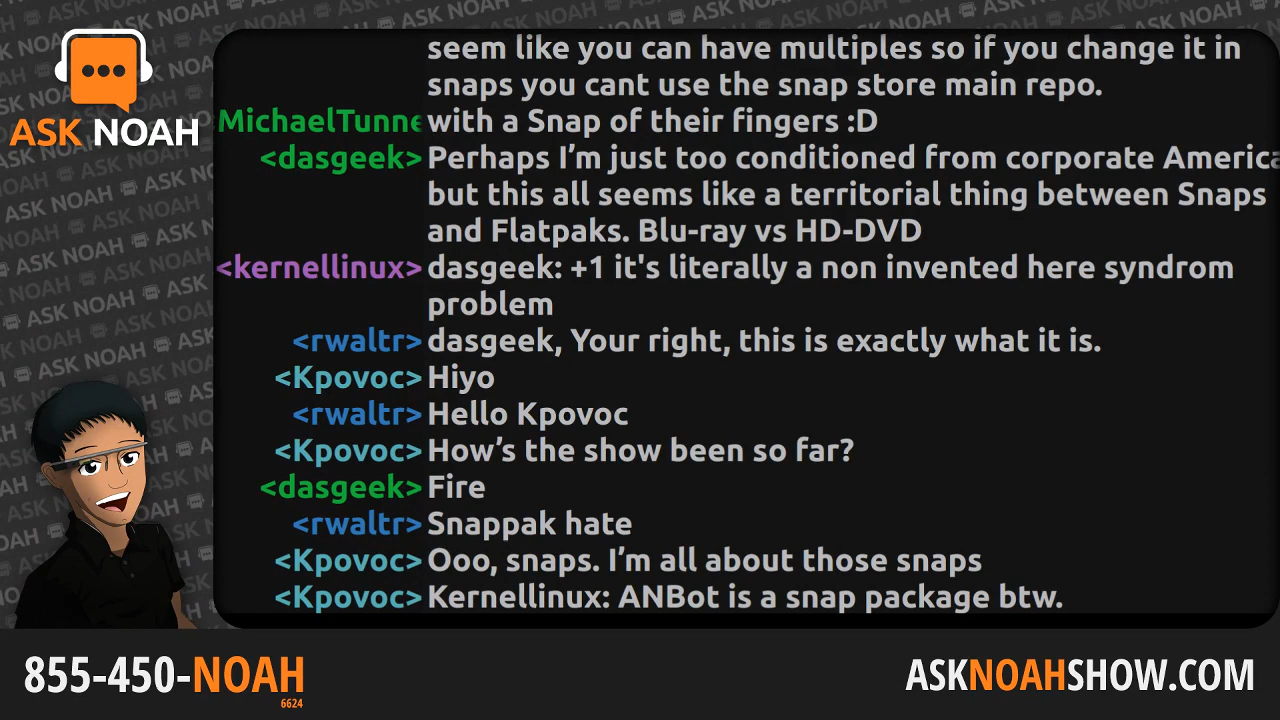 ASK NOAH
seem like you can have multiples so if you change it in
snaps you cant use the snap store main repo.
MichaelTunne with a Snap of their fingers :D
<dasgeek> Perhaps I’m just too conditioned from corporate America
but this all seems like a territorial thing between Snaps
and Flatpaks. Blu-ray vs HD-DVD
<kernellinux> dasgeek: +1 it's literally a non invented here syndrom
problem
<rwaltr> dasgeek, Your right, this is exactly what it is.
<Kpovoc> Hiyo
<rwaltr> Hello Kpovoc
<Kpovoc> How’s the show been so far?
<dasgeek> Fire
<rwaltr> Snappak hate
<Kpovoc> Ooo, snaps. I’m all about those snaps
<Kpovoc> Kernellinux: ANBot is a snap package btw.
855-450-NOAH
6624
ASKNOAHSHOW.COM